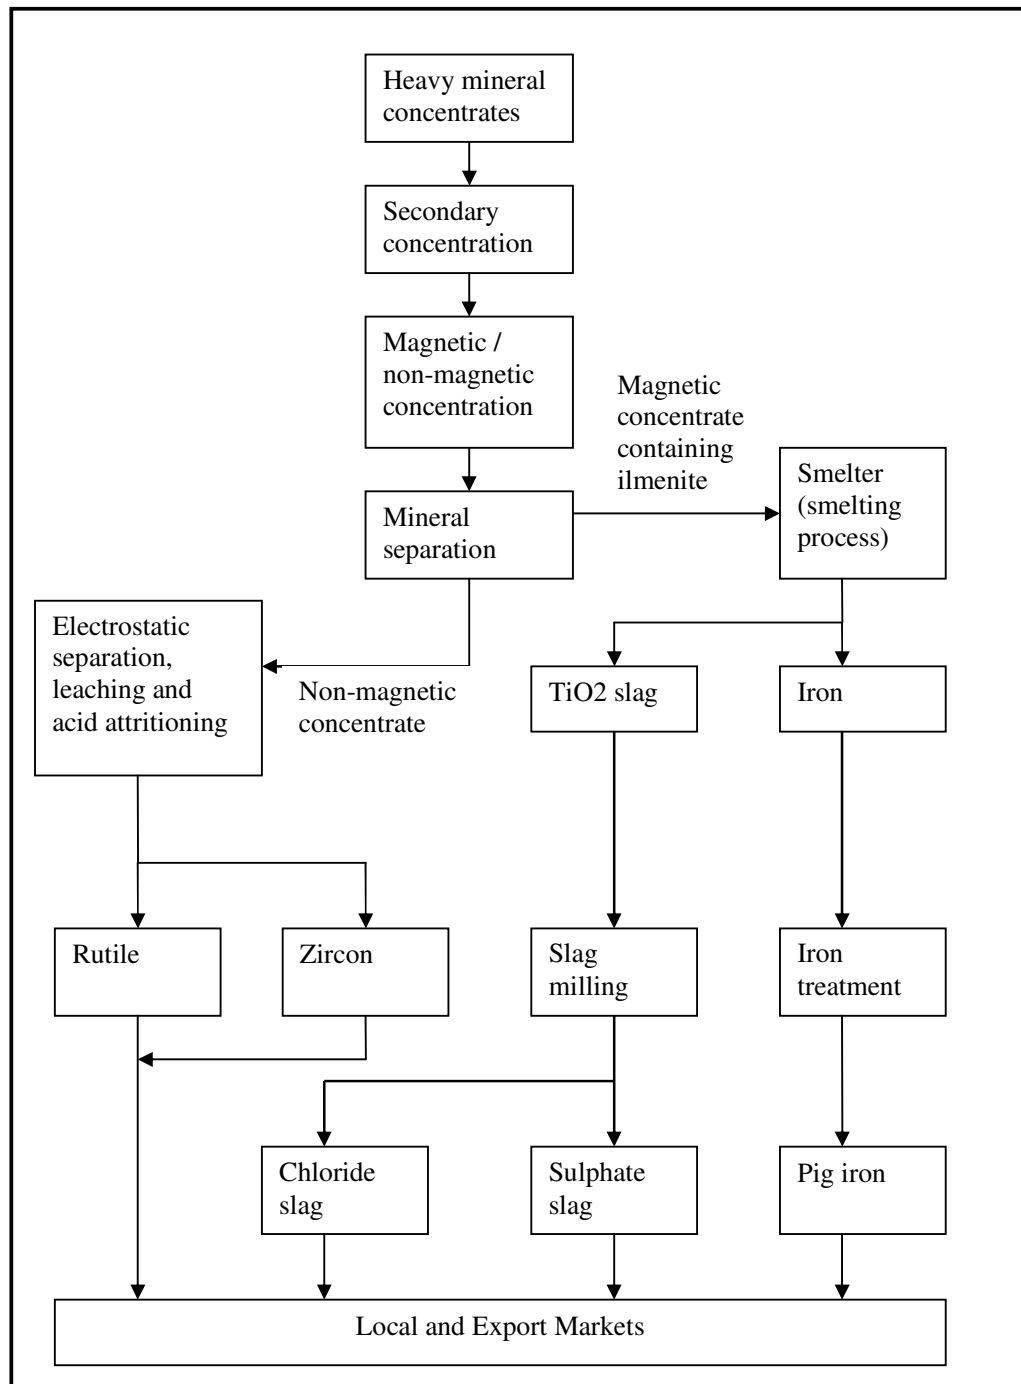 Heavy mineral
concentrates
Secondary
concentration
Magnetic /
non-magnetic
concentration
Magnetic
concentrate
containing
ilmenite
Smelter
(smelting
process)
Mineral
separation
Electrostatic
separation,
leaching and
acid attritioning
Non-magnetic
concentrate
TiO2 slag
Iron
Rutile
Zircon
Slag
milling
Iron
treatment
Chloride
slag
Sulphate
slag
Pig iron
Local and Export Markets